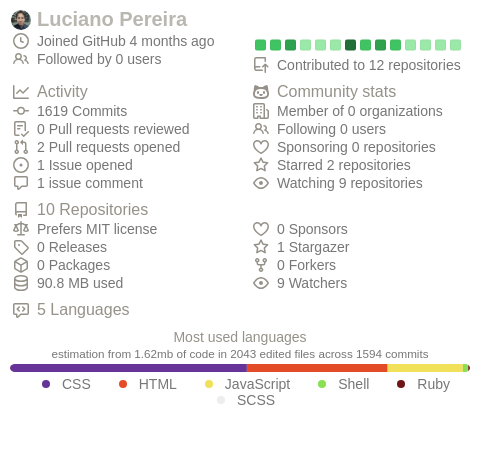 Luciano Pereira
Joined GitHub 4 months ago
Followed by 0 users
Contributed to 12 repositories
Activity
1619 Commits
0 Pull requests reviewed
2 Pull requests opened
1 Issue opened
1 issue comment
Community stats
Member of 0 organizations
Following 0 users
Sponsoring 0 repositories
Starred 2 repositories
Watching 9 repositories
10 Repositories
Prefers MIT license
0 Releases
0 Packages
90.8 MB used
0 Sponsors
1 Stargazer
0 Forkers
9 Watchers
5 Languages
Most used languages
estimation from 1.62mb of code in 2043 edited files across 1594 commits
CSS HTML JavaScript Shell Ruby
SCSS